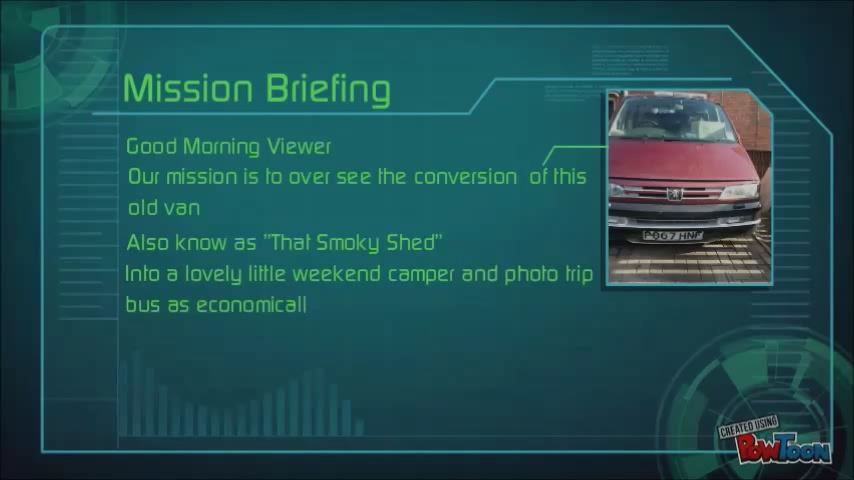 Mission Briefing
Good Morning Viewer
Our mission is to over see the conversion of this
old van
Also know as "That Smoky Shed"
Into a lovely little weekend camper and photo trip
bus as economicall
P667 HNF
CREATED USING
PowToon